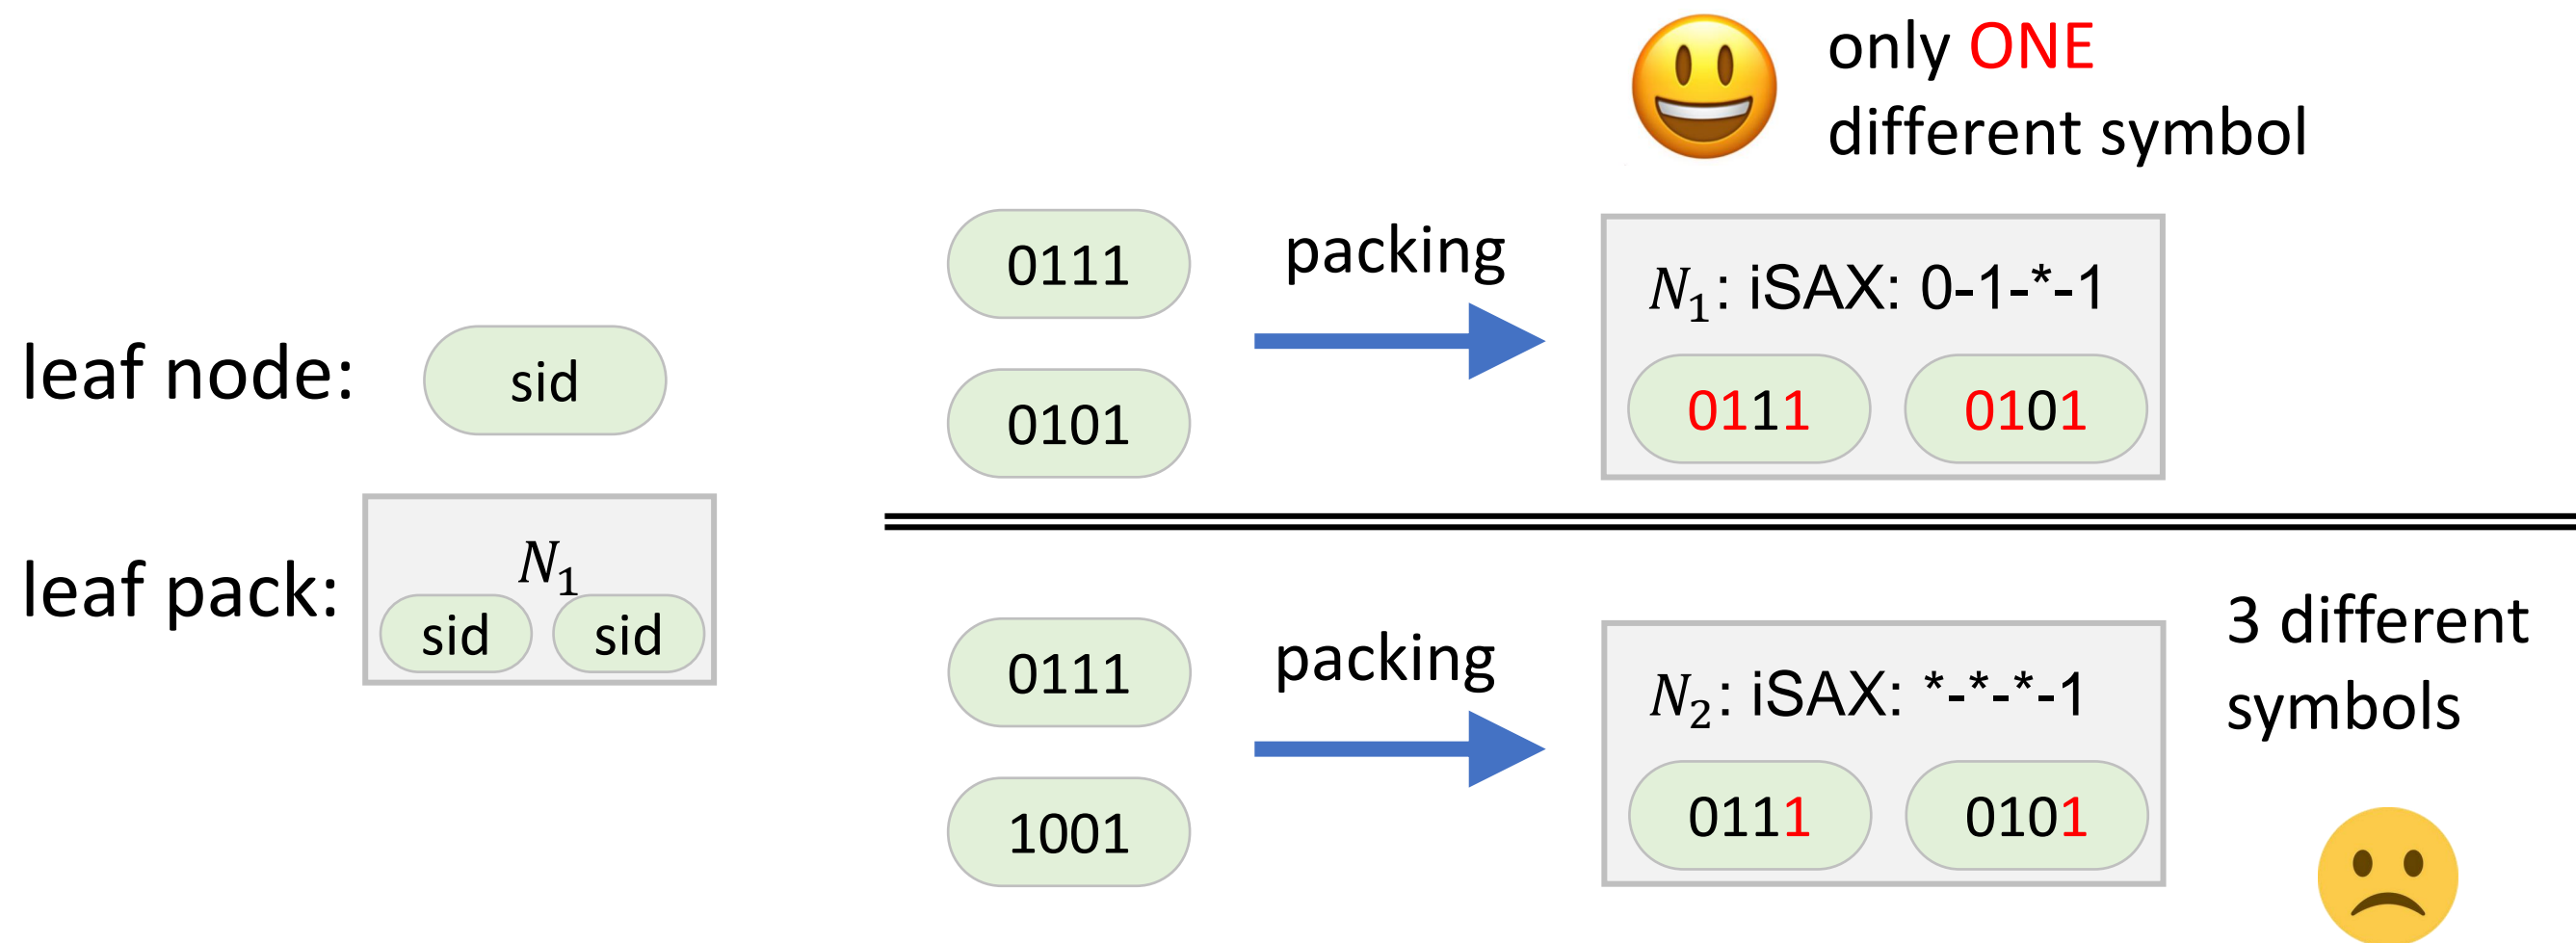 leaf node:
sid
leaf pack:
N₁
sid sid
only ONE
different symbol
0111
0101
packing
N₁: iSAX: 0-1-*-1
0111 0101
0111
1001
packing
N₂: iSAX: *-*-*-1
0111 0101
3 different
symbols